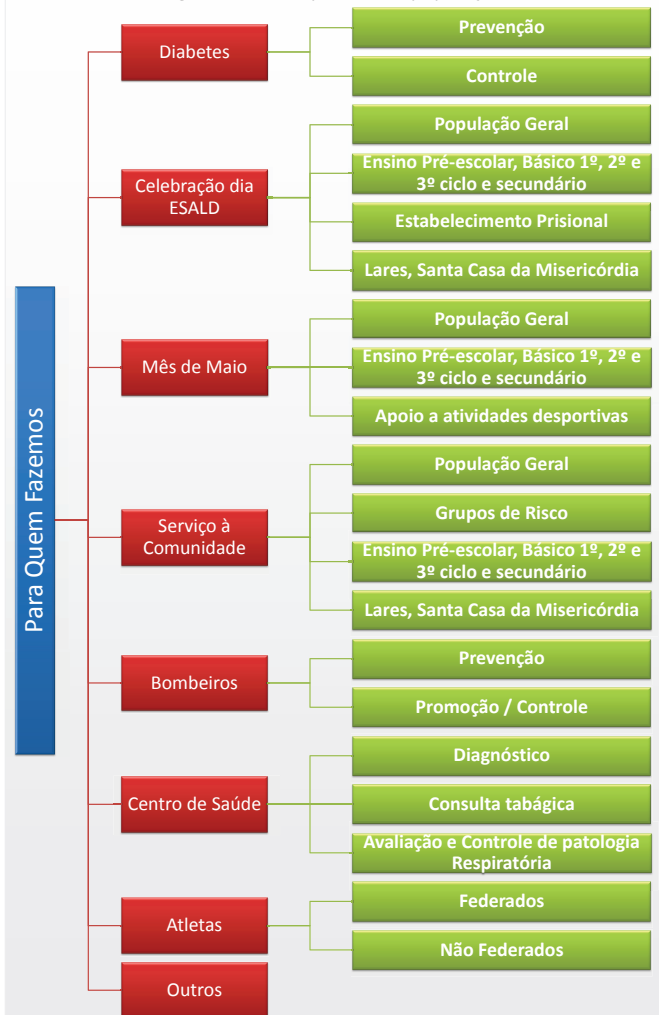 Para Quem Fazemos
Diabetes
Prevenção
Controle
Celebração dia
ESALD
População Geral
Ensino Pré-escolar, Básico 1º, 2º e
3º ciclo e secundário
Estabelecimento Prisional
Lares, Santa Casa da Misericórdia
Mês de Maio
População Geral
Ensino Pré-escolar, Básico 1º, 2º e
3º ciclo e secundário
Apoio a atividades desportivas
Serviço à
Comunidade
População Geral
Grupos de Risco
Ensino Pré-escolar, Básico 1º, 2º e
3º ciclo e secundário
Lares, Santa Casa da Misericórdia
Bombeiros
Prevenção
Promoção / Controle
Centro de Saúde
Diagnóstico
Consulta tabágica
Avaliação e Controle de patologia
Respiratória
Atletas
Federados
Não Federados
Outros